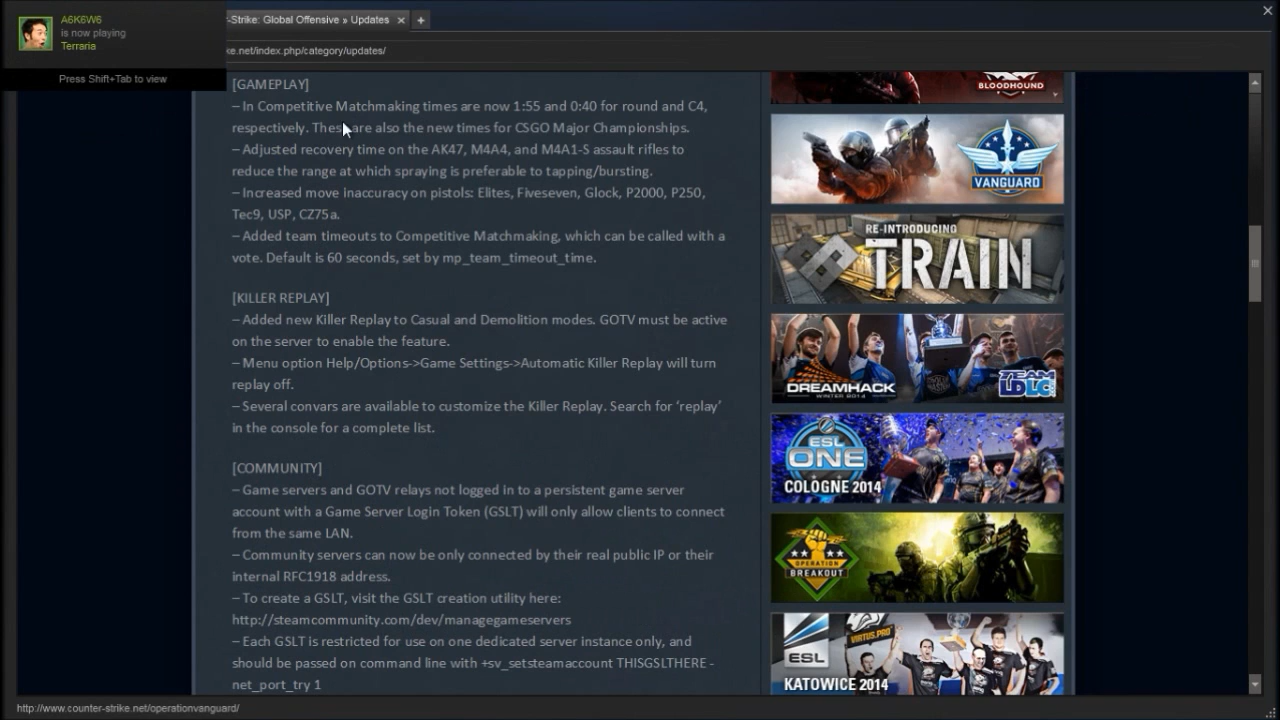 A6K6W6
is now playing
Terraria
Press Shift+Tab to view
-Strike: Global Offensive » Updates
ke.net/index.php/category/updates/
[GAMEPLAY]
– In Competitive Matchmaking times are now 1:55 and 0:40 for round and C4,
respectively. These are also the new times for CSGO Major Championships.
– Adjusted recovery time on the AK47, M4A4, and M4A1-S assault rifles to
reduce the range at which spraying is preferable to tapping/bursting.
– Increased move inaccuracy on pistols: Elites, Fiveseven, Glock, P2000, P250,
Tec9, USP, CZ75a.
– Added team timeouts to Competitive Matchmaking, which can be called with a
vote. Default is 60 seconds, set by mp_team_timeout_time.
[KILLER REPLAY]
– Added new Killer Replay to Casual and Demolition modes. GOTV must be active
on the server to enable the feature.
– Menu option Help/Options->Game Settings->Automatic Killer Replay will turn
replay off.
– Several convars are available to customize the Killer Replay. Search for ‘replay’
in the console for a complete list.
[COMMUNITY]
– Game servers and GOTV relays not logged in to a persistent game server
account with a Game Server Login Token (GSLT) will only allow clients to connect
from the same LAN.
– Community servers can now be only connected by their real public IP or their
internal RFC1918 address.
– To create a GSLT, visit the GSLT creation utility here:
http://steamcommunity.com/dev/managegameservers
– Each GSLT is restricted for use on one dedicated server instance only, and
should be passed on command line with +sv_setsteamaccount THISGSLTHERE -
net_port_try 1
BLOODHOUND
VANGUARD
RE-INTRODUCING
TRAIN
DREAMHACK
WINTER 2014
TEAM
LDLC
ESL
ONE
COLOGNE 2014
OPERATION
BREAKOUT
ESL
VIRTUS.PRO
KATOWICE 2014
http://www.counter-strike.net/operationvanguard/